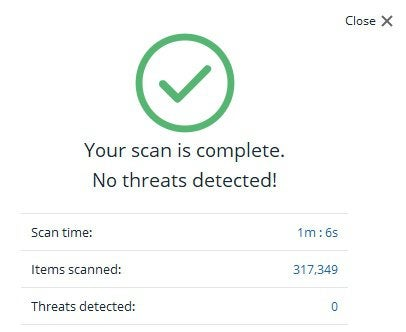 Close
Your scan is complete.
No threats detected!
Scan time: 1m : 6s
Items scanned: 317,349
Threats detected: 0